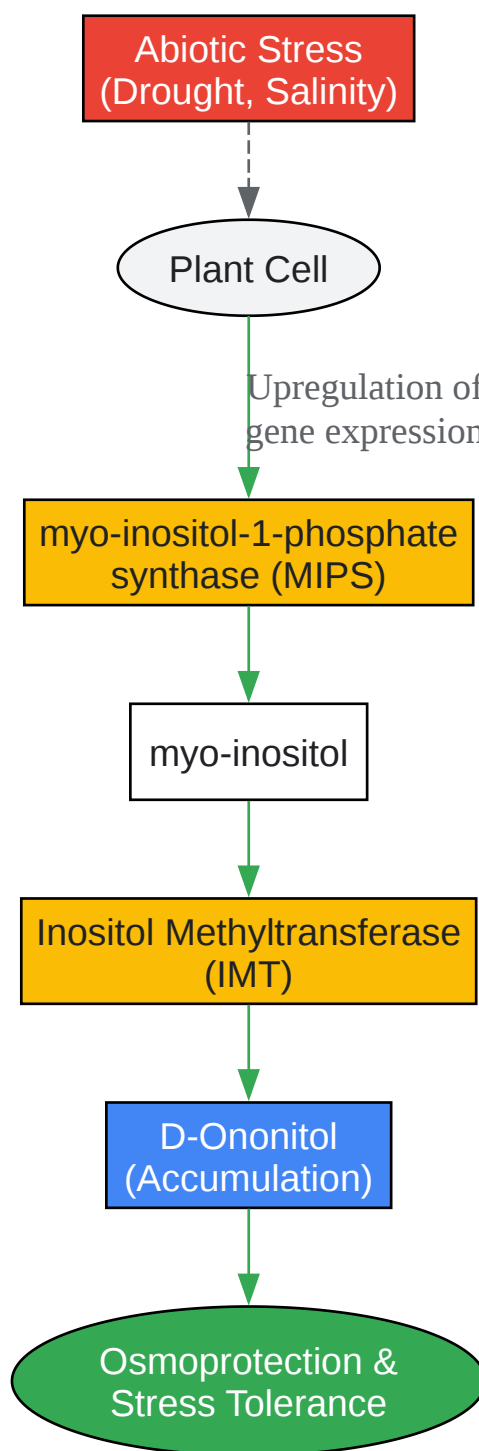 Abiotic Stress
(Drought, Salinity)
Plant Cell
Upregulation of
gene expression
myo-inositol-1-phosphate
synthase (MIPS)
myo-inositol
Inositol Methyltransferase
(IMT)
D-Ononitol
(Accumulation)
Osmoprotection &
Stress Tolerance